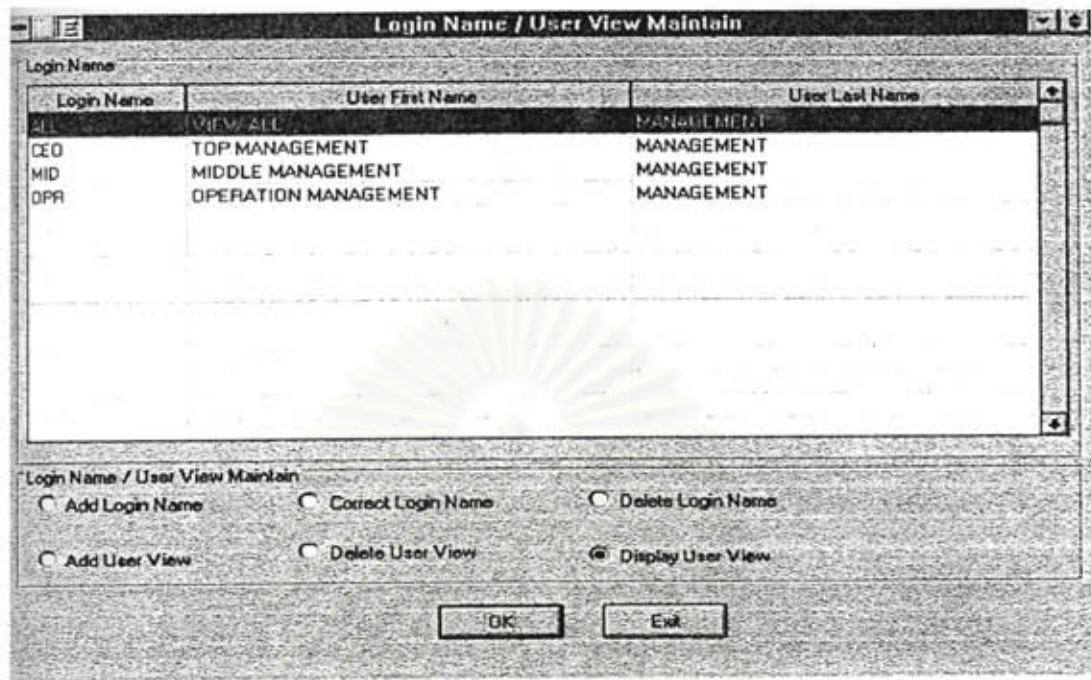 Login Name / User View Maintain
Login Name
Login Name User First Name User Last Name
ALL VIEW ALL MANAGEMENT
CEO TOP MANAGEMENT MANAGEMENT
MID MIDDLE MANAGEMENT MANAGEMENT
OPR OPERATION MANAGEMENT MANAGEMENT
Login Name / User View Maintain
Add Login Name Correct Login Name Delete Login Name
Add User View Delete User View Display User View
OK Exit